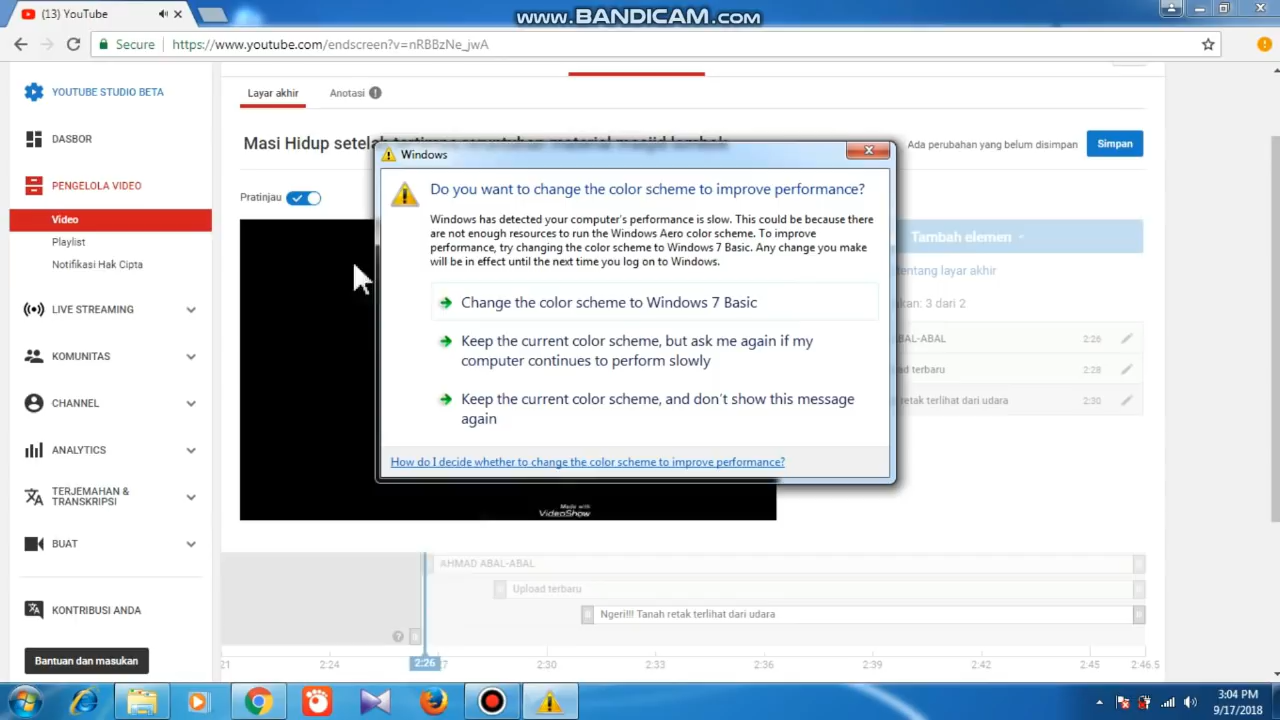 www.BANDICAM.com
(13) YouTube
Secure
https://www.youtube.com/endscreen?v=nRBBzNe_jwA
YOUTUBE STUDIO BETA
DASBOR
PENGELOLA VIDEO
Video
Playlist
Notifikasi Hak Cipta
LIVE STREAMING
KOMUNITAS
CHANNEL
ANALYTICS
TERJEMAHAN &
TRANSKRIPSI
BUAT
KONTRIBUSI ANDA
Bantuan dan masukan
Layar akhir
Anotasi
Masi Hidup setelah
Ada perubahan yang belum disimpan
Simpan
Pratinjau
Windows
Do you want to change the color scheme to improve performance?
Windows has detected your computer's performance is slow. This could be because there
are not enough resources to run the Windows Aero color scheme. To improve
performance, try changing the color scheme to Windows 7 Basic. Any change you make
will be in effect until the next time you log on to Windows.
Change the color scheme to Windows 7 Basic
Keep the current color scheme, but ask me again if my
computer continues to perform slowly
Keep the current color scheme, and don't show this message
again
How do I decide whether to change the color scheme to improve performance?
Tambah elemen
entang layar akhir
akan: 3 dari 2
BAL-ABAL 2:26
ad terbaru 2:28
retak terlihat dari udara 2:30
Made with
VideoShow
AHMAD ABAL-ABAL
Upload terbaru
Ngeri!!! Tanah retak terlihat dari udara
?
:21 2:24 2:26 :27 2:30 2:33 2:36 2:39 2:42 2:45 2:46.5
3:04 PM
9/17/2018